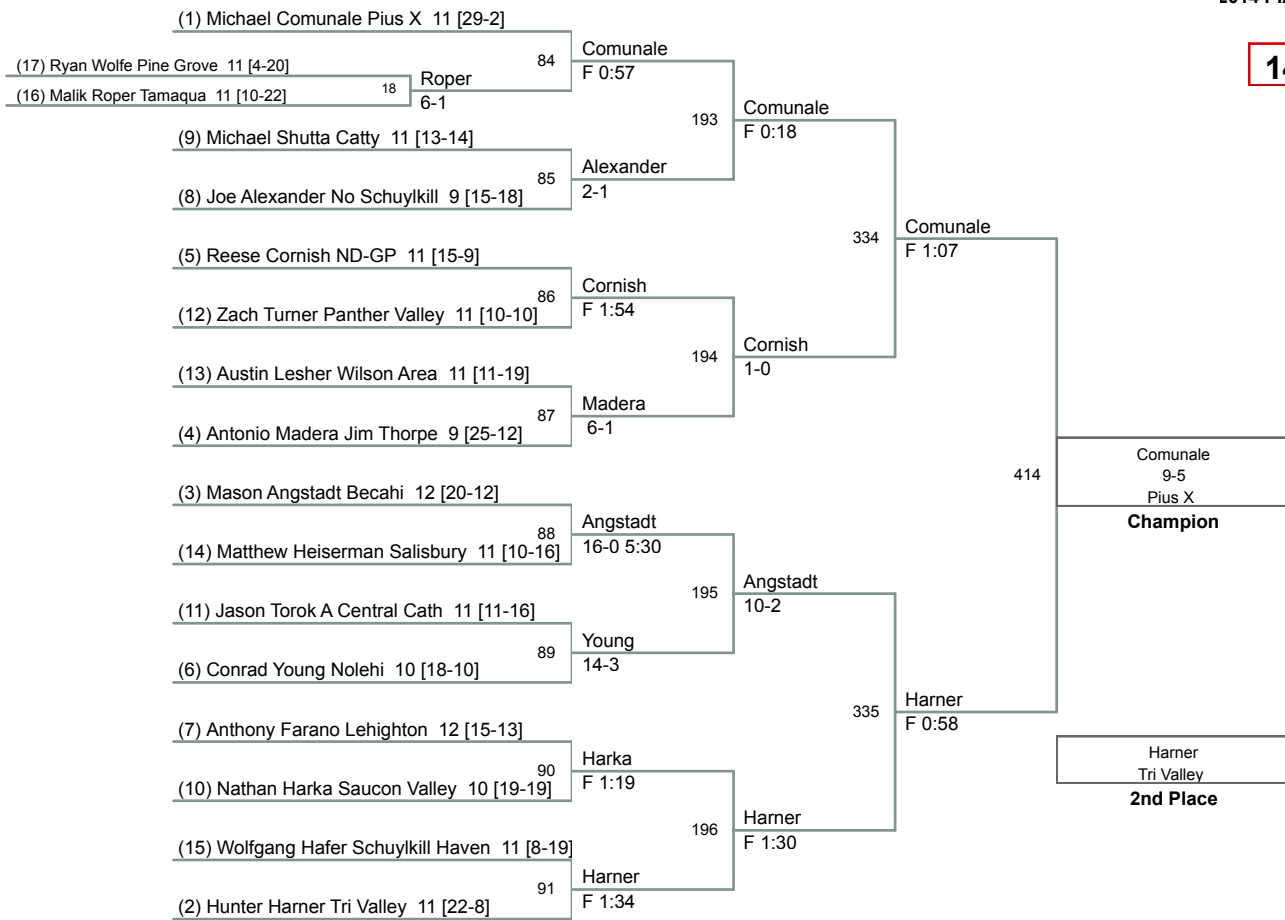 (1) Michael Comunale Pius X 11 [29-2]
84
Comunale
F 0:57
(17) Ryan Wolfe Pine Grove 11 [4-20]
18
Roper
6-1
(16) Malik Roper Tamaqua 11 [10-22]
193
Comunale
F 0:18
(9) Michael Shutta Catty 11 [13-14]
85
Alexander
2-1
(8) Joe Alexander No Schuylkill 9 [15-18]
334
Comunale
F 1:07
(5) Reese Cornish ND-GP 11 [15-9]
86
Cornish
F 1:54
(12) Zach Turner Panther Valley 11 [10-10]
194
Cornish
1-0
(13) Austin Lesher Wilson Area 11 [11-19]
87
Madera
6-1
(4) Antonio Madera Jim Thorpe 9 [25-12]
414
Comunale
9-5
Pius X
Champion
(3) Mason Angstadt Becahi 12 [20-12]
88
Angstadt
16-0 5:30
(14) Matthew Heiserman Salisbury 11 [10-16]
195
Angstadt
10-2
(11) Jason Torok A Central Cath 11 [11-16]
89
Young
14-3
(6) Conrad Young Nolehi 10 [18-10]
335
Harner
F 0:58
(7) Anthony Farano Lehighton 12 [15-13]
90
Harka
F 1:19
(10) Nathan Harka Saucon Valley 10 [19-19]
Harner
Tri Valley
2nd Place
196
Harner
F 1:30
(15) Wolfgang Hafer Schuylkill Haven 11 [8-19]
91
Harner
F 1:34
(2) Hunter Harner Tri Valley 11 [22-8]